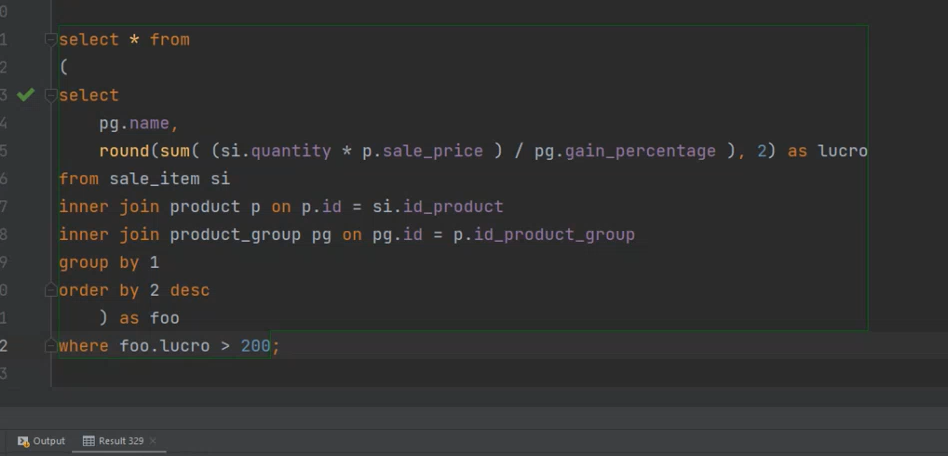 0
1 select * from
2 (
3 select
4 pg.name,
5 round(sum( (si.quantity * p.sale_price ) / pg.gain_percentage ), 2) as lucro
6 from sale_item si
7 inner join product p on p.id = si.id_product
8 inner join product_group pg on pg.id = p.id_product_group
9 group by 1
0 order by 2 desc
1 ) as foo
2 where foo.lucro > 200;
3
Output Result 329